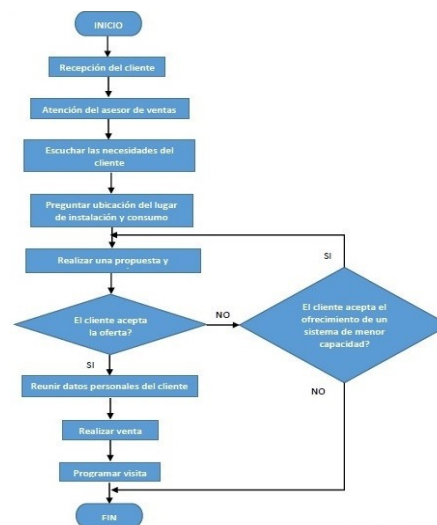 INICIO
Recepción del cliente
Atención del asesor de ventas
Escuchar las necesidades del
cliente
Preguntar ubicación del lugar
de instalación y consumo
Realizar una propuesta y
El cliente acepta
la oferta?
NO
SI
El cliente acepta el
ofrecimiento de un
sistema de menor
capacidad?
SI
NO
Reunir datos personales del cliente
Realizar venta
Programar visita
FIN